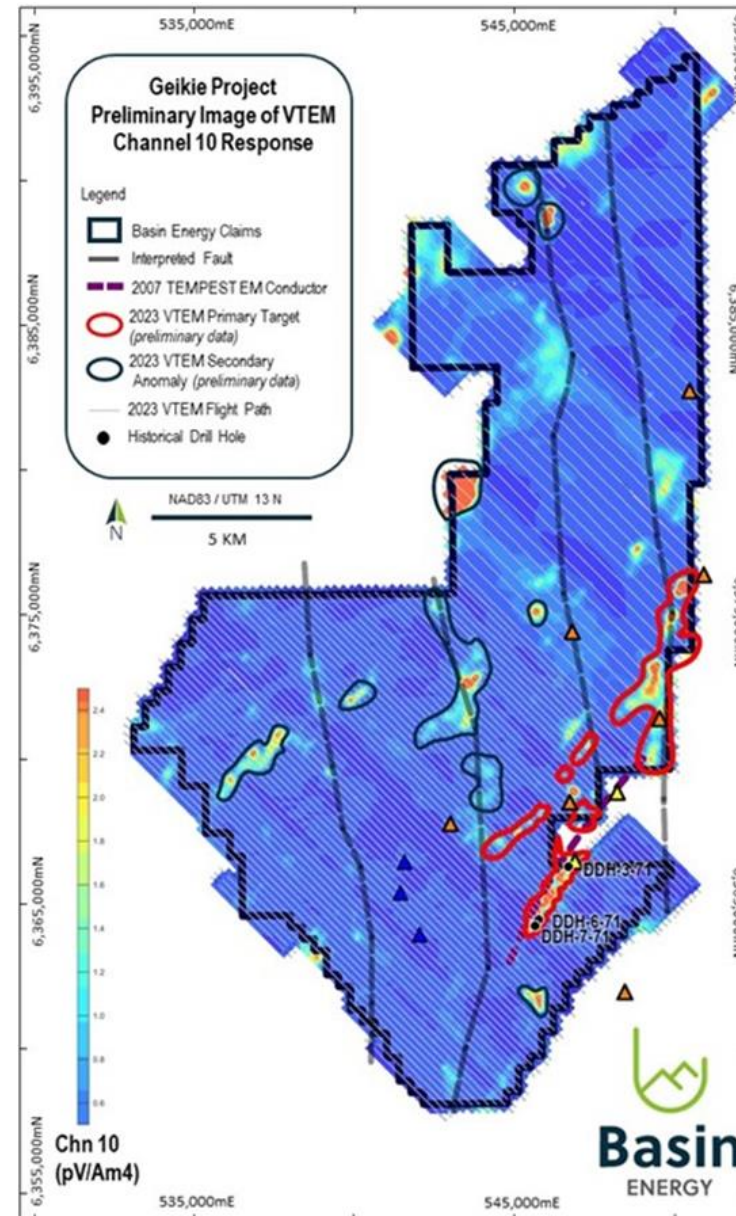 535,000mE
545,000mE
6,395,000mN
Geikie Project
Preliminary Image of VTEM
Channel 10 Response
Legend
Basin Energy Claims
Interpreted Fault
2007 TEMPEST EM Conductor
2023 VTEM Primary Target
(preliminary data)
2023 VTEM Secondary
Anomaly (preliminary data)
2023 VTEM Flight Path
Historical Drill Hole
6,385,000mN
6,385,000mN
NAD83 / UTM 13 N
N
5 KM
6,375,000mN
2.4
2.2
2.0
1.8
1.6
1.4
1.2
1.0
0.8
0.6
Chn 10
(pV/Am4)
DDH-3-71
DDH-6-71
DDH-7-71
6,365,000mN
6,355,000mN
Basin
ENERGY
535,000mE
545,000mE